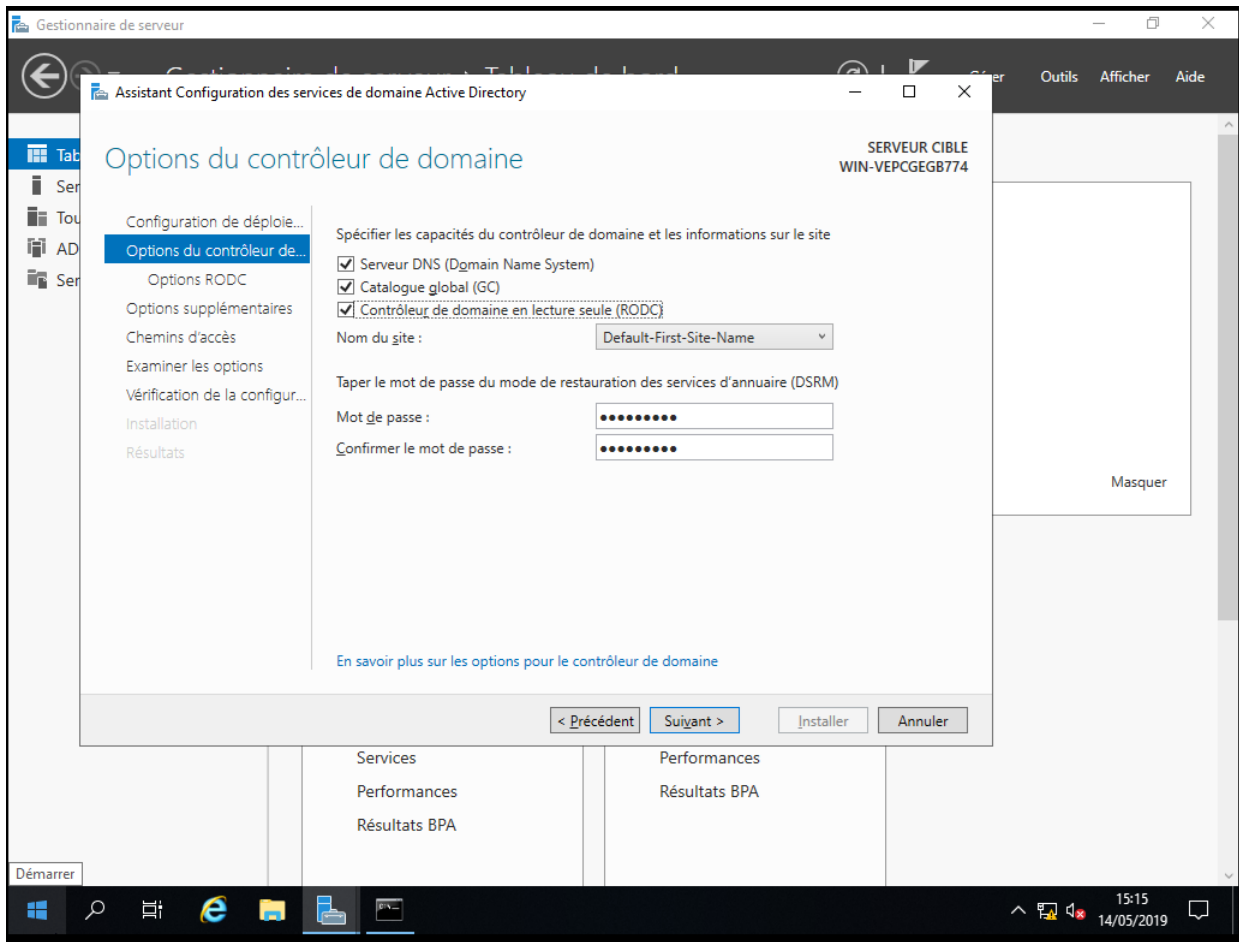 Gestionnaire de serveur
Outils Afficher Aide
Assistant Configuration des services de domaine Active Directory
Options du contrôleur de domaine
SERVEUR CIBLE
WIN-VEPCGEGB774
Tab
Ser
Tou
AD
Ser
Configuration de déploie...
Options du contrôleur de...
Options RODC
Options supplémentaires
Chemins d'accès
Examiner les options
Vérification de la configur...
Installation
Résultats
Spécifier les capacités du contrôleur de domaine et les informations sur le site
Serveur DNS (Domain Name System)
Catalogue global (GC)
Contrôleur de domaine en lecture seule (RODC)
Nom du site : Default-First-Site-Name
Taper le mot de passe du mode de restauration des services d'annuaire (DSRM)
Mot de passe : •••••••••
Confirmer le mot de passe : •••••••••
En savoir plus sur les options pour le contrôleur de domaine
< Précédent Suivant > Installer Annuler
Masquer
Services
Performances
Résultats BPA
Performances
Résultats BPA
Démarrer
15:15
14/05/2019